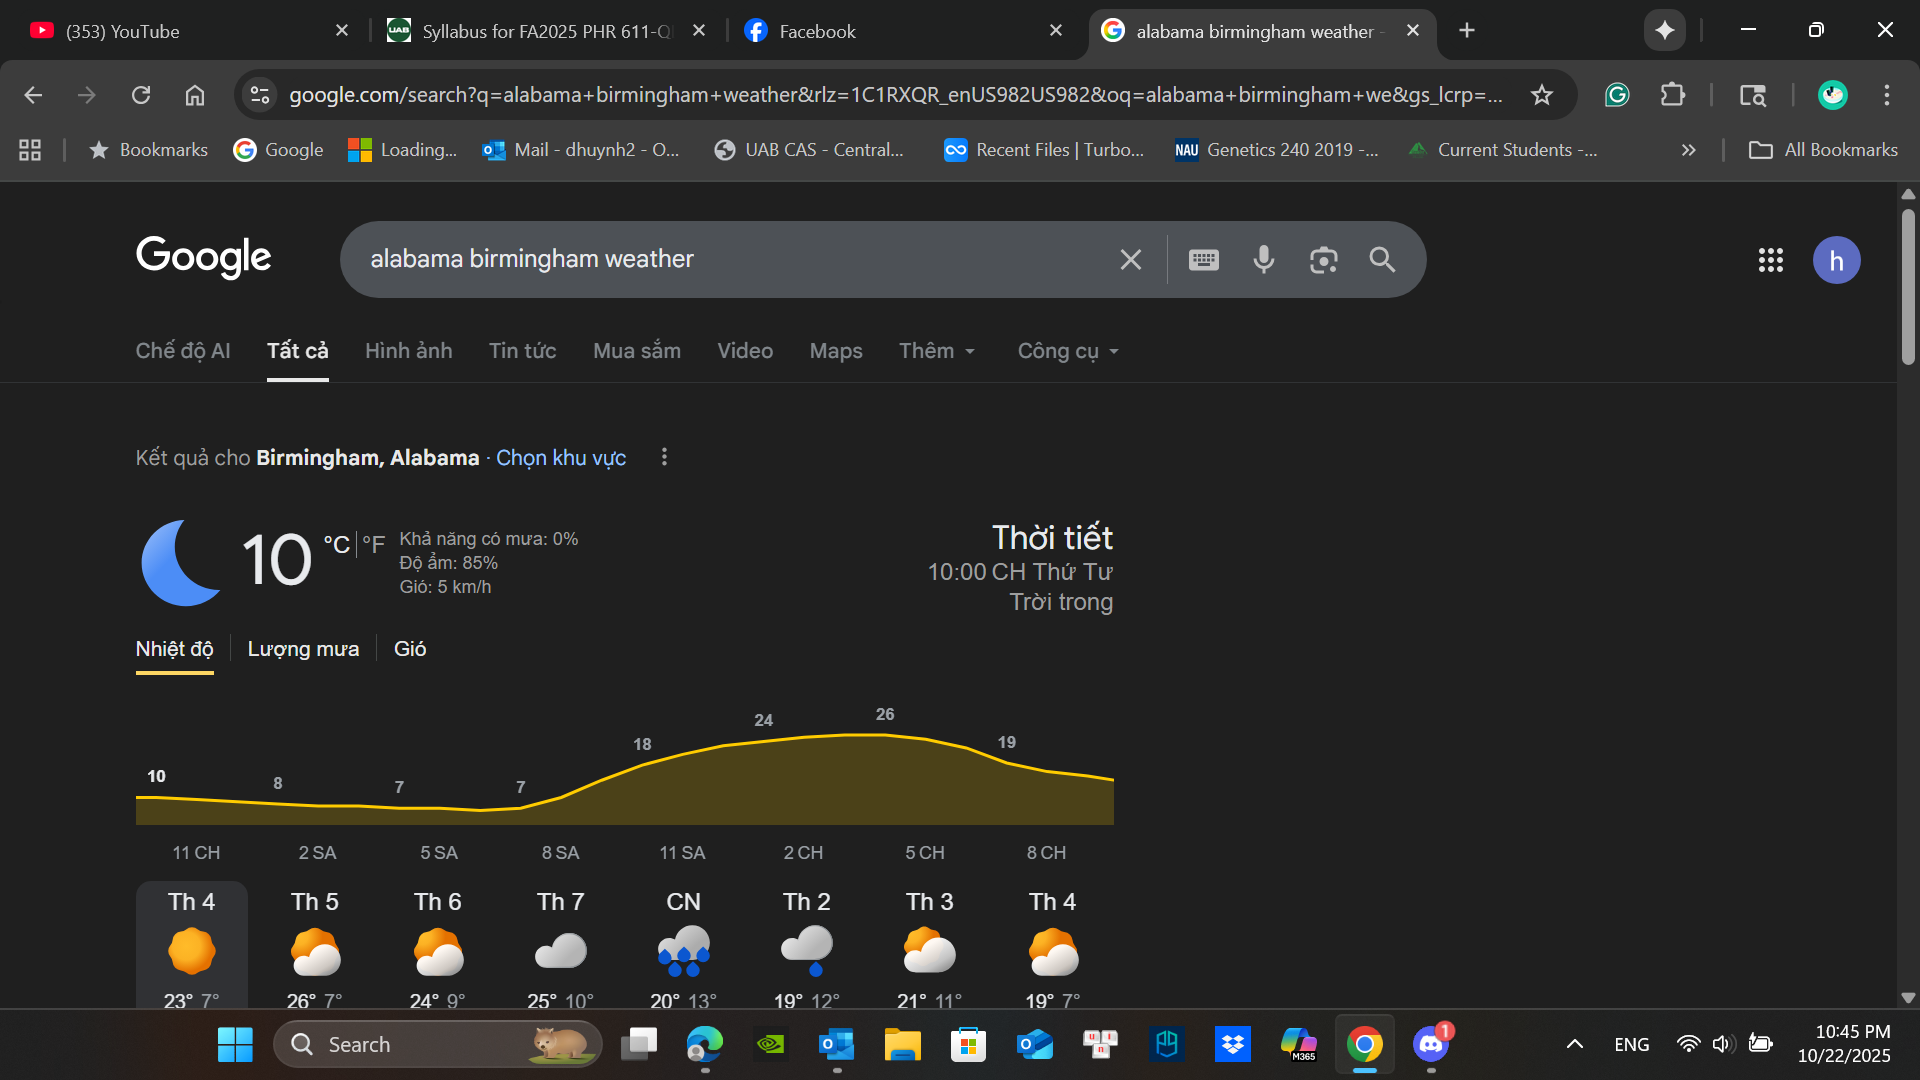 (353) YouTube
Syllabus for FA2025 PHR 611-Q
Facebook
alabama birmingham weather -
google.com/search?q=alabama+birmingham+weather&rlz=1C1RXQR_enUS982US982&oq=alabama+birmingham+we&gs_lcrp=...
Bookmarks
Google
Loading...
Mail - dhuynh2 - O...
UAB CAS - Central...
Recent Files | Turbo...
NAU
Genetics 240 2019 -...
Current Students -...
All Bookmarks
Google
alabama birmingham weather
h
Chế độ AI
Tất cả
Hình ảnh
Tin tức
Mua sắm
Video
Maps
Thêm
Công cụ
Kết quả cho Birmingham, Alabama · Chọn khu vực
10 °C | °F
Khả năng có mưa: 0%
Độ ẩm: 85%
Gió: 5 km/h
Thời tiết
10:00 CH Thứ Tư
Trời trong
Nhiệt độ
Lượng mưa
Gió
10 8 7 7 18 24 26 19
11 CH 2 SA 5 SA 8 SA 11 SA 2 CH 5 CH 8 CH
Th 4 Th 5 Th 6 Th 7 CN Th 2 Th 3 Th 4
23° 7° 26° 7° 24° 9° 25° 10° 20° 13° 19° 12° 21° 11° 19° 7°
Search
M365
1
ENG
10:45 PM
10/22/2025